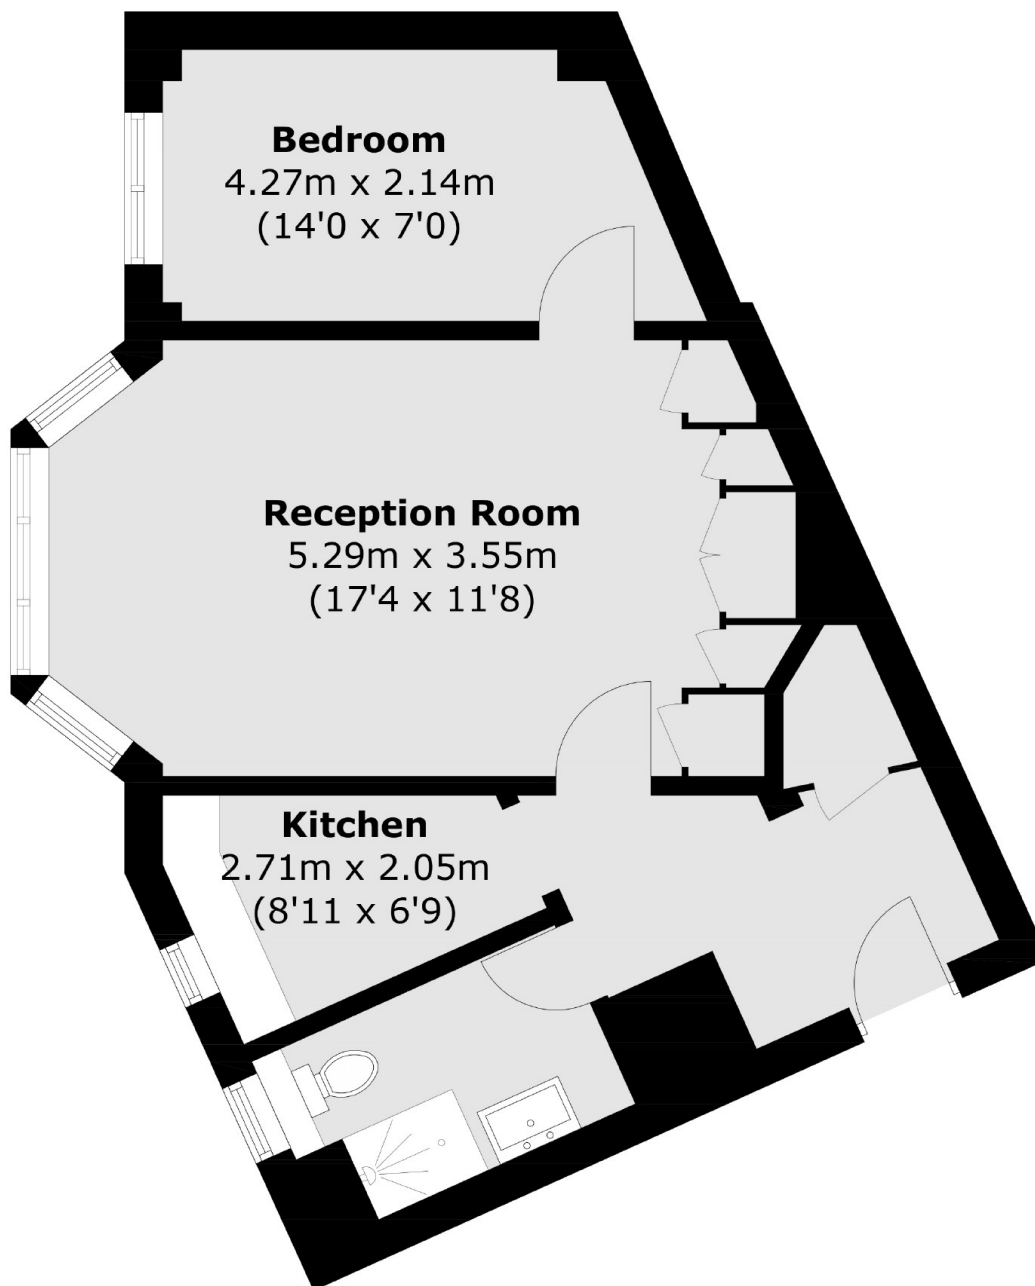 Bedroom
4.27m x 2.14m
(14'0 x 7'0)
Reception Room
5.29m x 3.55m
(17'4 x 11'8)
Kitchen
2.71m x 2.05m
(8'11 x 6'9)